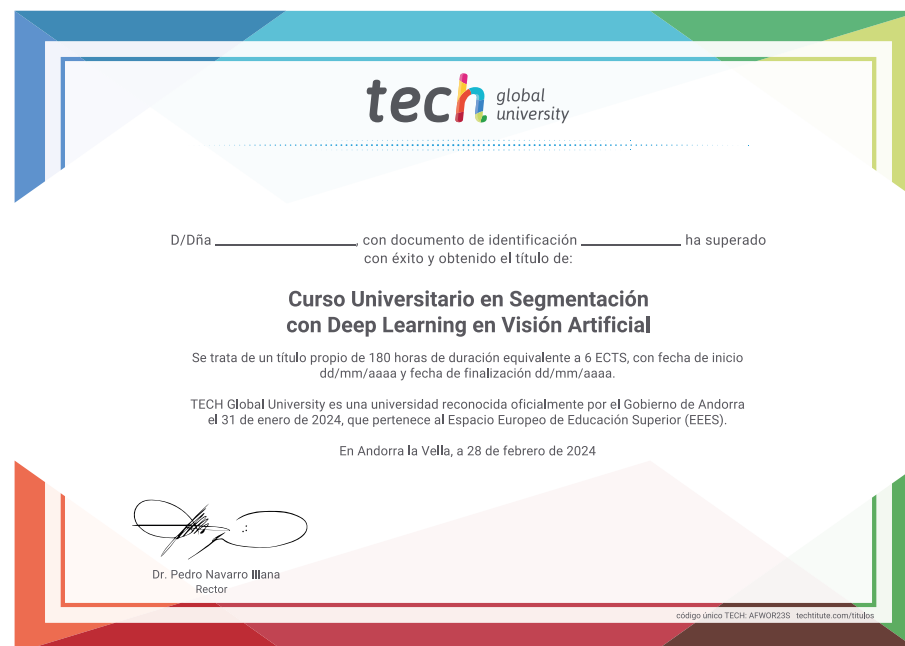 tech global university
D/Dña ________________, con documento de identificación ____________ ha superado
con éxito y obtenido el título de:
Curso Universitario en Segmentación
con Deep Learning en Visión Artificial
Se trata de un título propio de 180 horas de duración equivalente a 6 ECTS, con fecha de inicio
dd/mm/aaaa y fecha de finalización dd/mm/aaaa.
TECH Global University es una universidad reconocida oficialmente por el Gobierno de Andorra
el 31 de enero de 2024, que pertenece al Espacio Europeo de Educación Superior (EEES).
En Andorra la Vella, a 28 de febrero de 2024
Dr. Pedro Navarro Illana
Rector
código único TECH: AFWOR23S techtitute.com/titulos